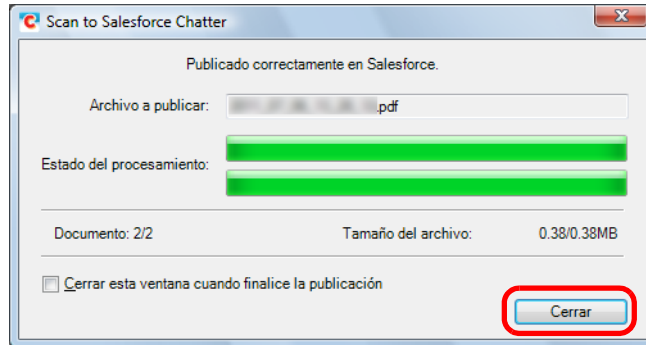 Scan to Salesforce Chatter
Publicado correctamente en Salesforce.
Archivo a publicar: .pdf
Estado del procesamiento:
Documento: 2/2 Tamaño del archivo: 0.38/0.38MB
Cerrar esta ventana cuando finalice la publicación
Cerrar